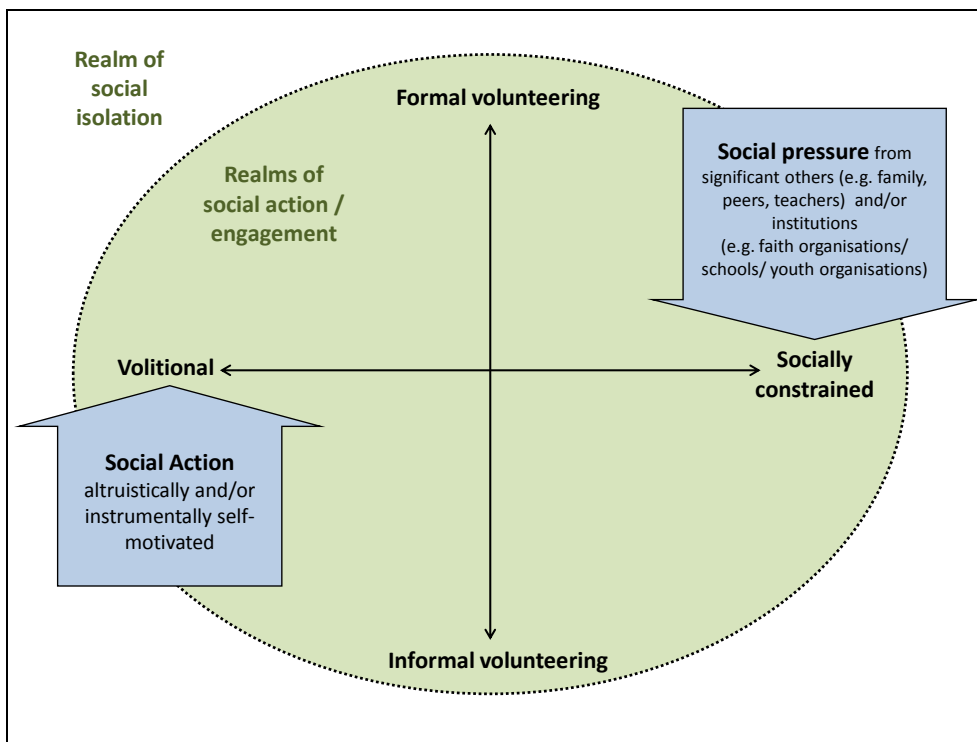 Realm of
social
isolation
Formal volunteering
Social pressure from
significant others (e.g. family,
peers, teachers) and/or
institutions
(e.g. faith organisations/
schools/ youth organisations)
Realms of
social action /
engagement
Volitional
Socially
constrained
Social Action
altruistically and/or
instrumentally self-
motivated
Informal volunteering